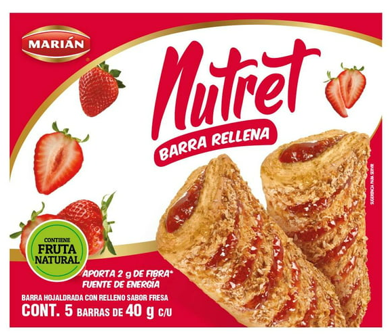 MARIÁN
Nutret
BARRA RELLENA
CONTIENE
FRUTA
NATURAL
APORTA 2 g DE FIBRA*
FUENTE DE ENERGÍA
BARRA HOJALDRADA CON RELLENO SABOR FRESA
CONT. 5 BARRAS DE 40 g C/U